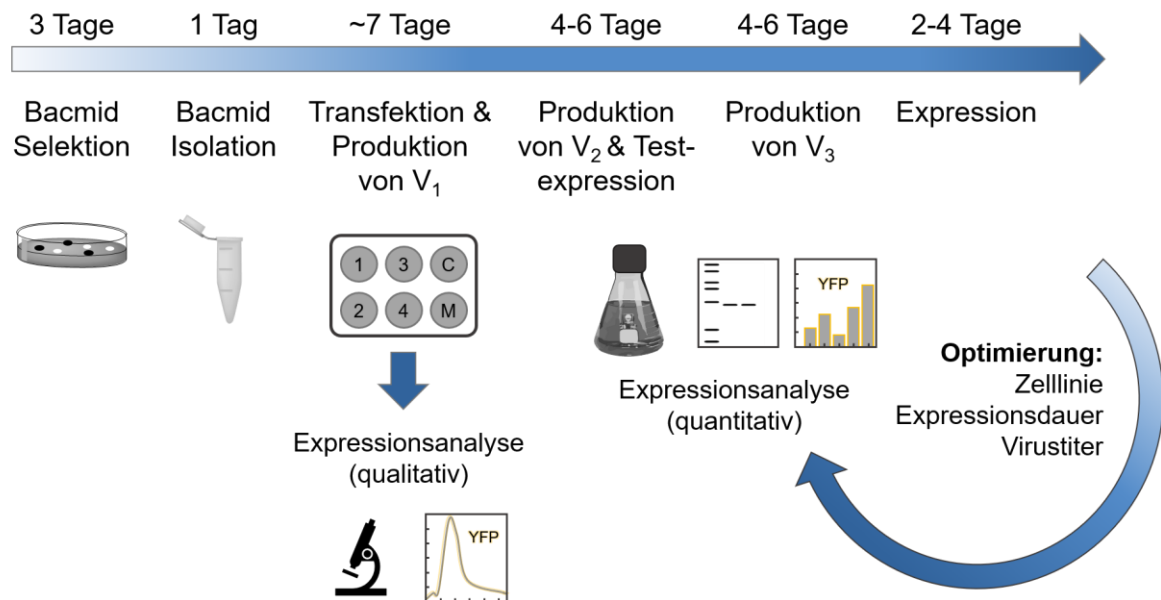 3 Tage
1 Tag
~7 Tage
4-6 Tage
4-6 Tage
2-4 Tage
Bacmid
Selektion
Bacmid
Isolation
Transfektion &
Produktion
von V₁
Produktion
von V₂ & Test-
expression
Produktion
von V₃
Expression
1
3
C
2
4
M
YFP
Expressionsanalyse
(quantitativ)
Optimierung:
Zelllinie
Expressionsdauer
Virustiter
Expressionsanalyse
(qualitativ)
YFP